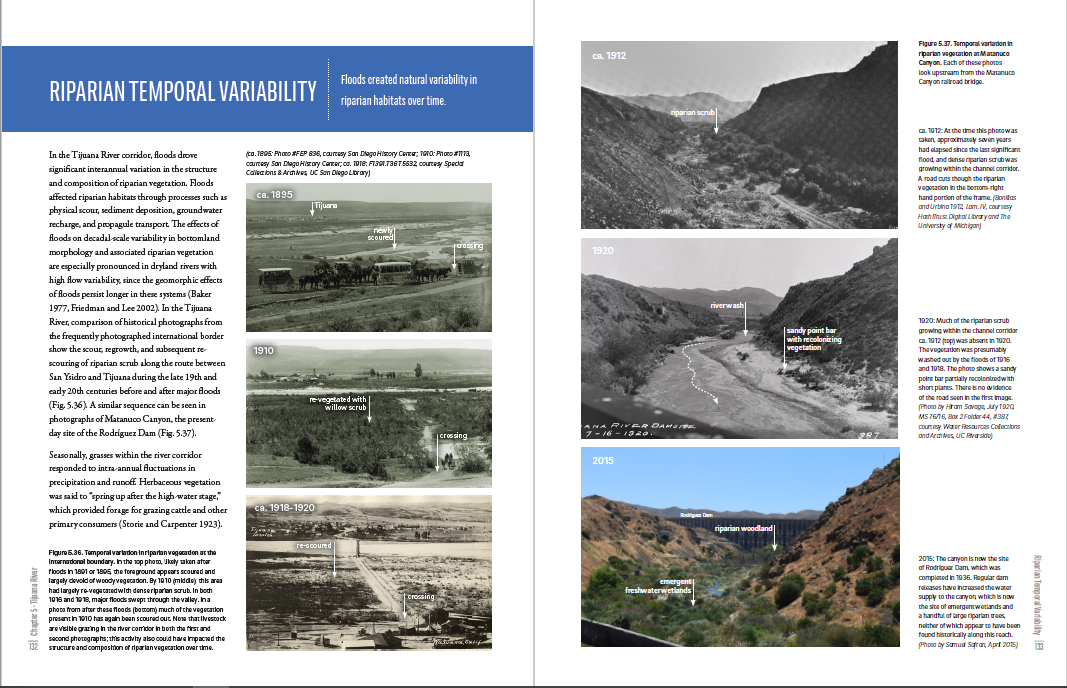 RIPARIAN TEMPORAL VARIABILITY
Floods created natural variability in
riparian habitats over time.
In the Tijuana River corridor, floods drove
significant interannual variation in the structure
and composition of riparian vegetation. Floods
affected riparian habitats through processes such as
physical scour, sediment deposition, groundwater
recharge, and propagule transport. The effects of
floods on decadal-scale variability in bottomland
morphology and associated riparian vegetation
are especially pronounced in dryland rivers with
high flow variability, since the geomorphic effects
of floods persist longer in these systems (Baker
1977, Friedman and Lee 2002). In the Tijuana
River, comparison of historical photographs from
the frequently photographed international border
show the scour, regrowth, and subsequent re-
scouring of riparian scrub along the route between
San Ysidro and Tijuana during the late 19th and
early 20th centuries before and after major floods
(Fig. 5.36). A similar sequence can be seen in
photographs of Matanuco Canyon, the present-
day site of the Rodríguez Dam (Fig. 5.37).
Seasonally, grasses within the river corridor
responded to intra-annual fluctuations in
precipitation and runoff. Herbaceous vegetation
was said to “spring up after the high-water stage,”
which provided forage for grazing cattle and other
primary consumers (Storie and Carpenter 1923).
Figure 5.36. Temporal variation in riparian vegetation at the
international boundary. In the top photo, likely taken after
floods in 1891 or 1895, the foreground appears scoured and
largely devoid of woody vegetation. By 1910 (middle), this area
had largely re-vegetated with dense riparian scrub. In both
1916 and 1918, major floods swept through the valley. In a
photo from after these floods (bottom) much of the vegetation
present in 1910 has again been scoured out. Note that livestock
are visible grazing in the river corridor in both the first and
second photographs; this activity also could have impacted the
structure and composition of riparian vegetation over time.
132 | Chapter 5 • Tijuana River
(ca. 1895: Photo #FEP 636, courtesy San Diego History Center; 1910: Photo #1113,
courtesy San Diego History Center; ca. 1918: F1391.T36 T5532, courtesy Special
Collections & Archives, UC San Diego Library)
ca. 1895
Tijuana
newly
scoured
crossing
1910
re-vegetated with
willow scrub
crossing
ca. 1918-1920
re-scoured
crossing
ca. 1912
riparian scrub
1920
riverwash
sandy point bar
with recolonizing
vegetation
ANA RIVER DAMSITE
7-16-1920.
387
2015
Rodríguez Dam
riparian woodland
emergent
freshwater wetlands
Figure 5.37. Temporal variation in
riparian vegetation at Matanuco
Canyon. Each of these photos
look upstream from the Matanuco
Canyon railroad bridge.
ca. 1912: At the time this photo was
taken, approximately seven years
had elapsed since the last significant
flood, and dense riparian scrub was
growing within the channel corridor.
A road cuts though the riparian
vegetation in the bottom-right
hand portion of the frame. (Bonillas
and Urbina 1912, Lam. IV, courtesy
HashiTrust Digital Library and The
University of Michigan)
1920: Much of the riparian scrub
growing within the channel corridor
ca. 1912 (top) was absent in 1920.
The vegetation was presumably
washed out by the floods of 1916
and 1918. The photo shows a sandy
point bar partially recolonized with
short plants. There is no evidence
of the road seen in the first image.
(Photo by Hiram Savage, July 1920,
MS 76/16, Box 2 Folder 44, #387,
courtesy Water Resources Collections
and Archives, UC Riverside)
2015: The canyon is now the site
of Rodríguez Dam, which was
completed in 1936. Regular dam
releases have increased the water
supply to the canyon, which is now
the site of emergent wetlands and
a handful of large riparian trees,
neither of which appear to have been
found historically along this reach.
(Photo by Samuel Safran, April 2015)
Riparian Temporal Variability | 133